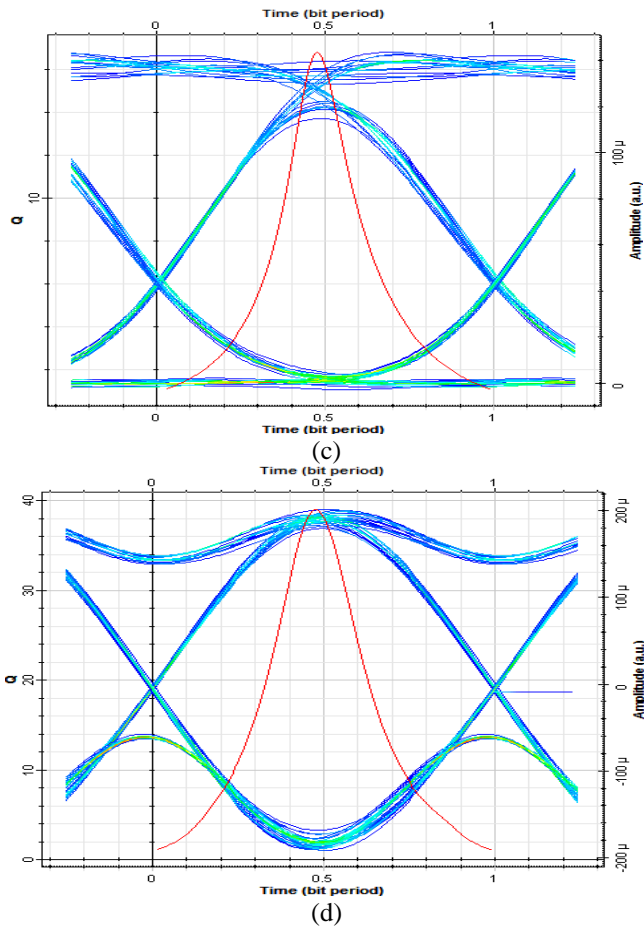 Time (bit period)
0 0.5 1
Q
10
100 µ
0
Amplitude (a.u.)
0 0.5 1
Time (bit period)
(c)
Time (bit period)
0 0.5 1
Q
40
30
20
10
0
200 µ
100 µ
0
-100 µ
-200 µ
Amplitude (a.u.)
0 0.5 1
Time (bit period)
(d)